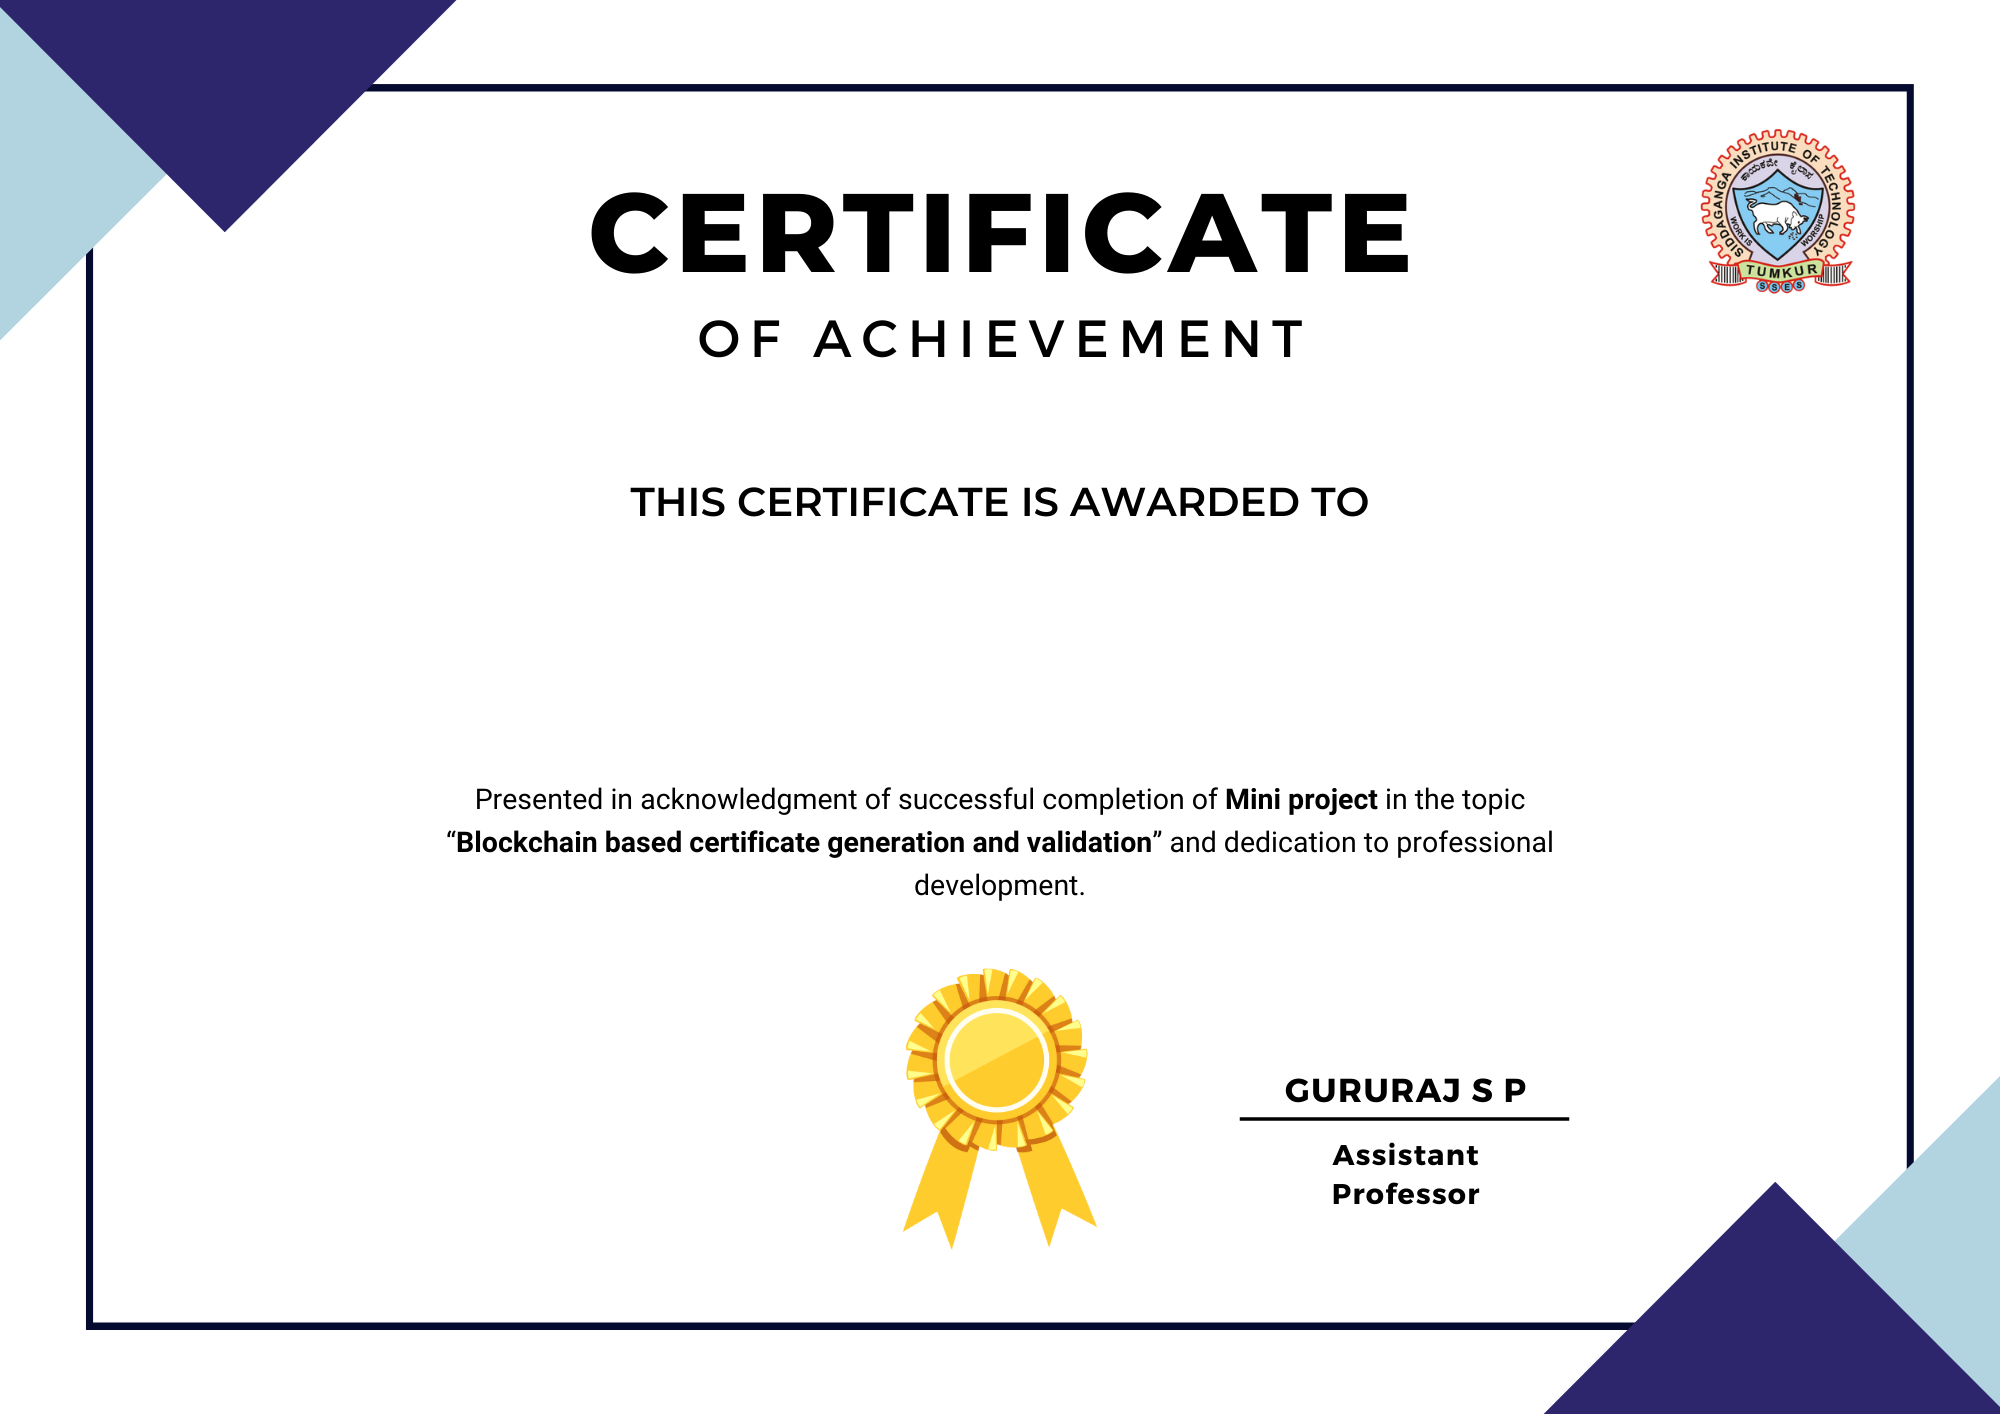 CERTIFICATE
OF ACHIEVEMENT
SIDDAGANGA INSTITUTE OF TECHNOLOGY
ಕಾಯಕವೇ ಕೈಲಾಸ
WORK IS WORSHIP
TUMKUR
SSES
THIS CERTIFICATE IS AWARDED TO
Presented in acknowledgment of successful completion of Mini project in the topic
“Blockchain based certificate generation and validation” and dedication to professional
development.
GURURAJ S P
Assistant
Professor